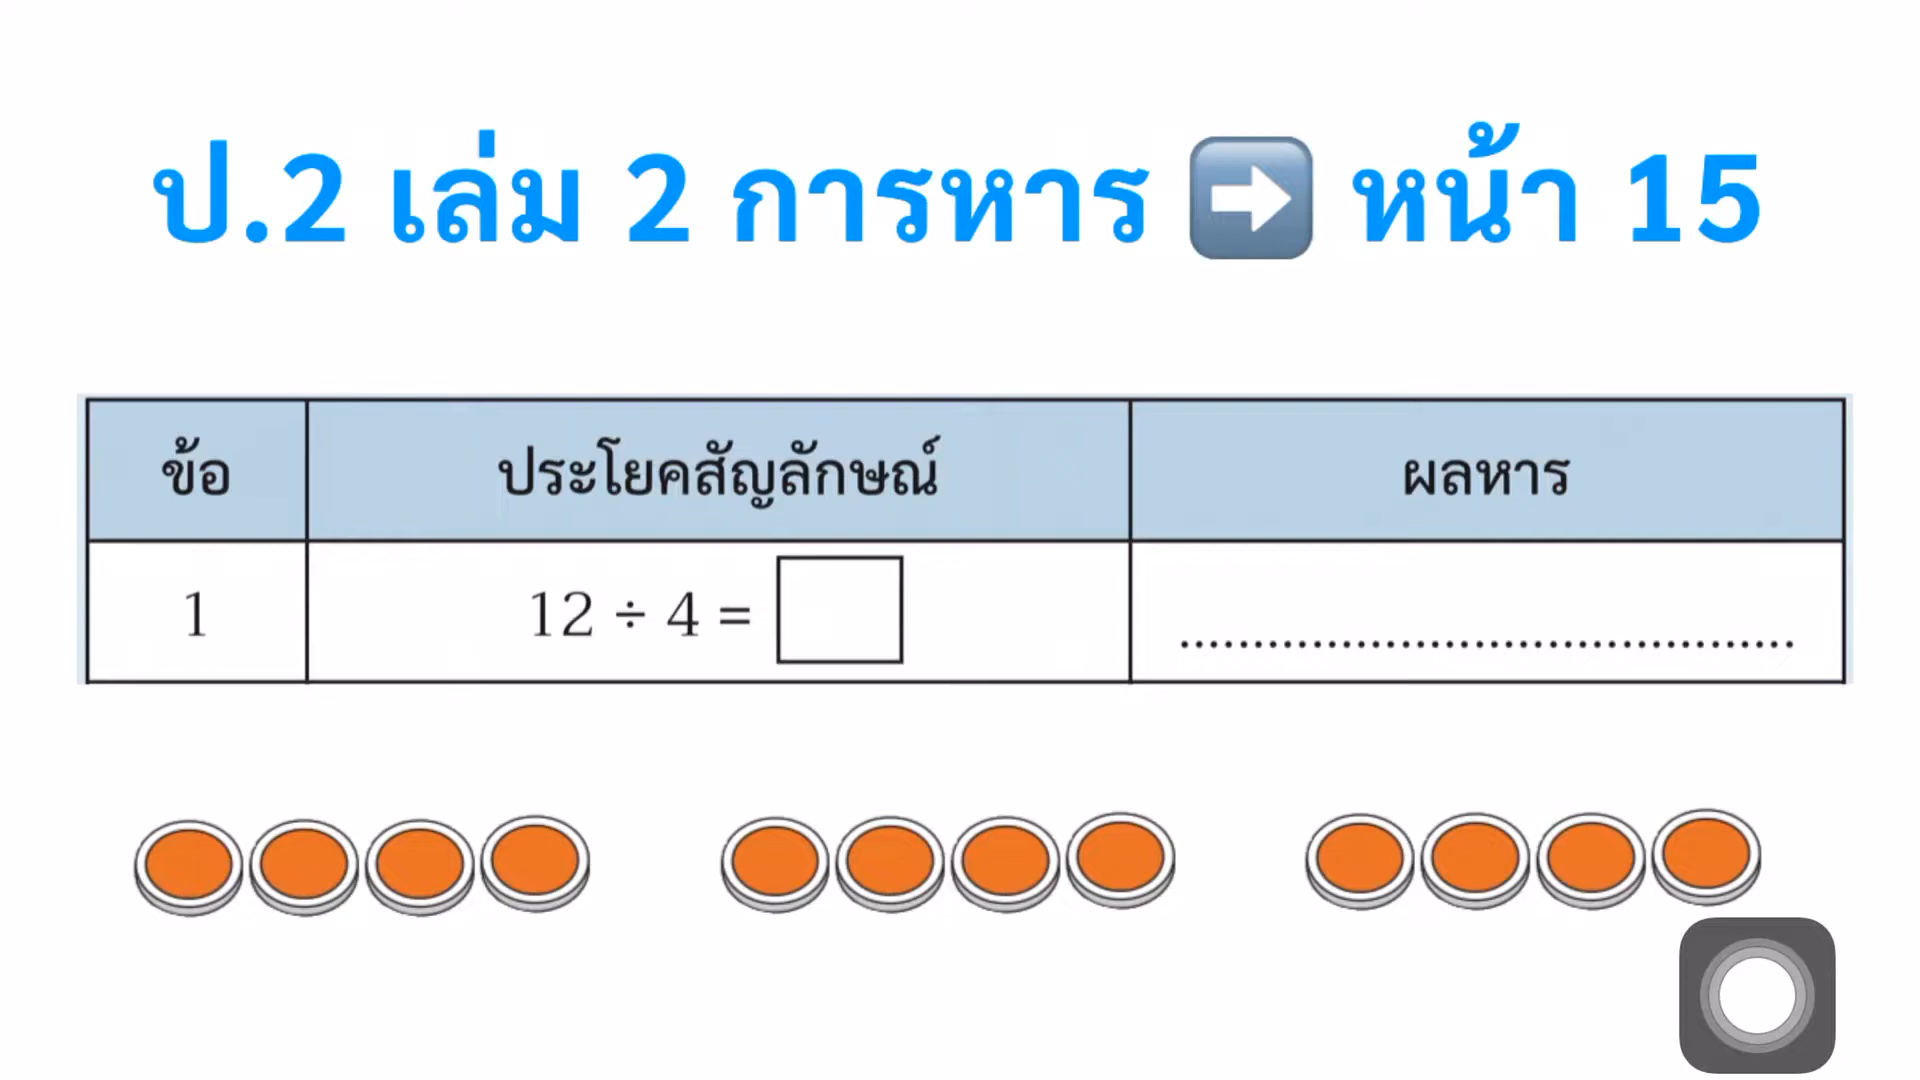 ป.2 เล่ม 2 การหาร ➡️ หน้า 15
ข้อ ประโยคสัญลักษณ์ ผลหาร
1 12 ÷ 4 = ........................................